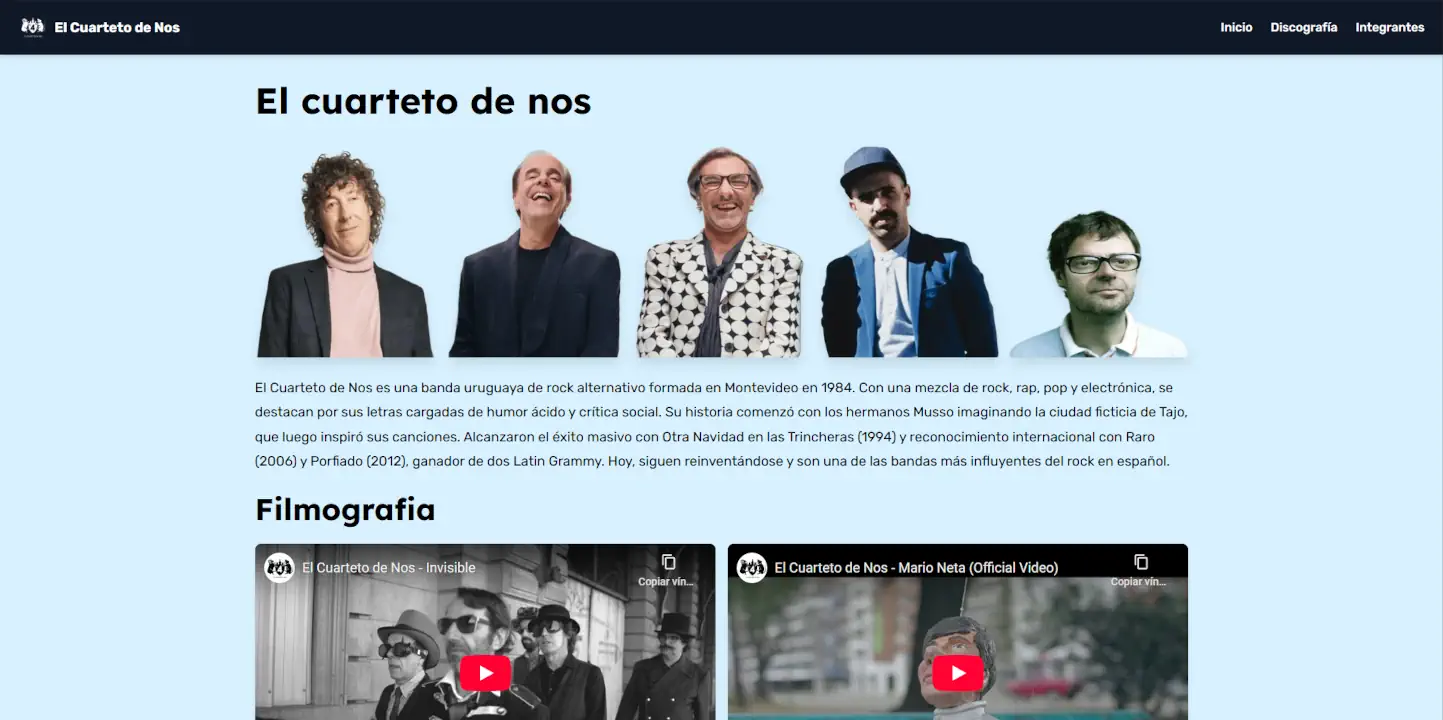 El Cuarteto de Nos
Inicio
Discografía
Integrantes
El cuarteto de nos
El Cuarteto de Nos es una banda uruguaya de rock alternativo formada en Montevideo en 1984. Con una mezcla de rock, rap, pop y electrónica, se
destacan por sus letras cargadas de humor ácido y crítica social. Su historia comenzó con los hermanos Musso imaginando la ciudad ficticia de Tajo,
que luego inspiró sus canciones. Alcanzaron el éxito masivo con Otra Navidad en las Trincheras (1994) y reconocimiento internacional con Raro
(2006) y Porfiado (2012), ganador de dos Latin Grammy. Hoy, siguen reinventándose y son una de las bandas más influyentes del rock en español.
Filmografia
El Cuarteto de Nos - Invisible
Copiar vín...
El Cuarteto de Nos - Mario Neta (Official Video)
Copiar vín...